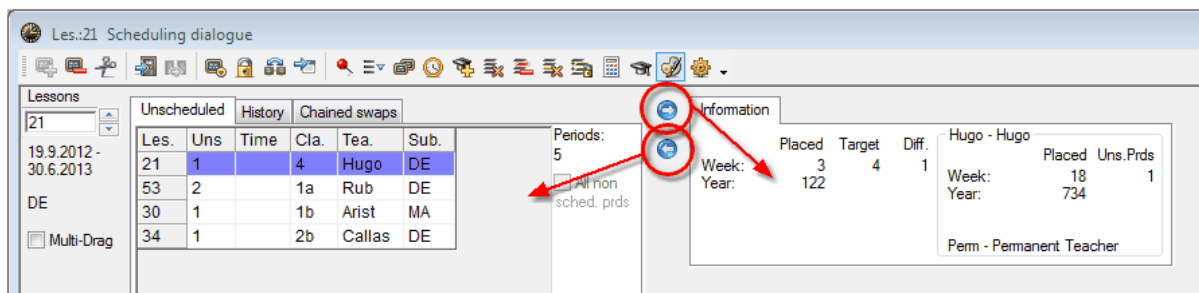 Les.:21 Scheduling dialogue
Lessons
21
19.9.2012 -
30.6.2013
DE
Multi-Drag
Unscheduled History Chained swaps
Les. Uns Time Cla. Tea. Sub.
21 1 4 Hugo DE
53 2 1a Rub DE
30 1 1b Arist MA
34 1 2b Callas DE
Periods:
5
All non
sched. prds
Information
Placed Target Diff.
Week: 3 4 1
Year: 122
Hugo - Hugo
Placed Uns.Prds
Week: 18 1
Year: 734
Perm - Permanent Teacher